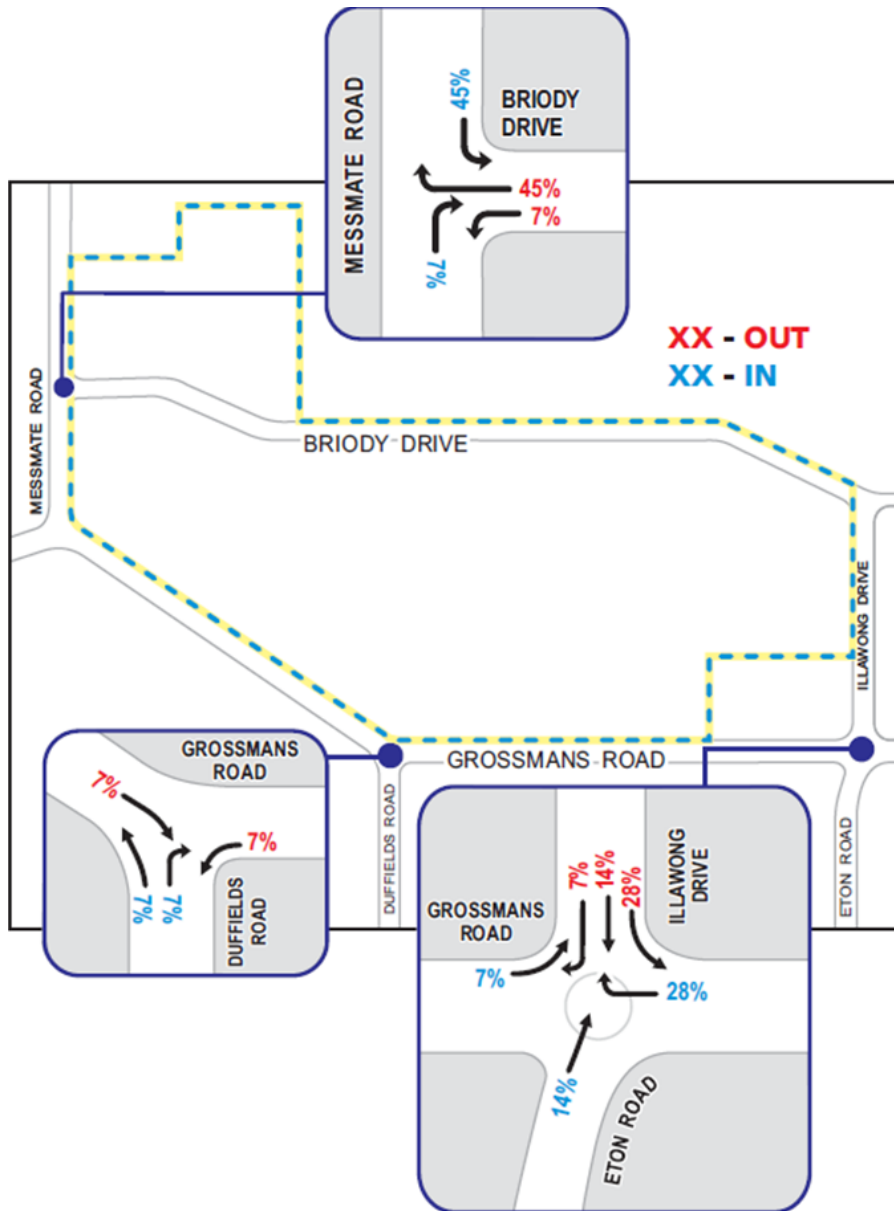 MESSMATE ROAD
45%
BRIODY
DRIVE
45%
7%
7%
XX - OUT
XX - IN
MESSMATE ROAD
BRIODY DRIVE
ILLAWONG DRIVE
GROSSMANS ROAD
DUFFIELDS ROAD
ETON ROAD
GROSSMANS
ROAD
7%
7%
7%
7%
DUFFIELDS
ROAD
7%
14%
28%
ILLAWONG
DRIVE
GROSSMANS
ROAD
7%
28%
14%
ETON ROAD